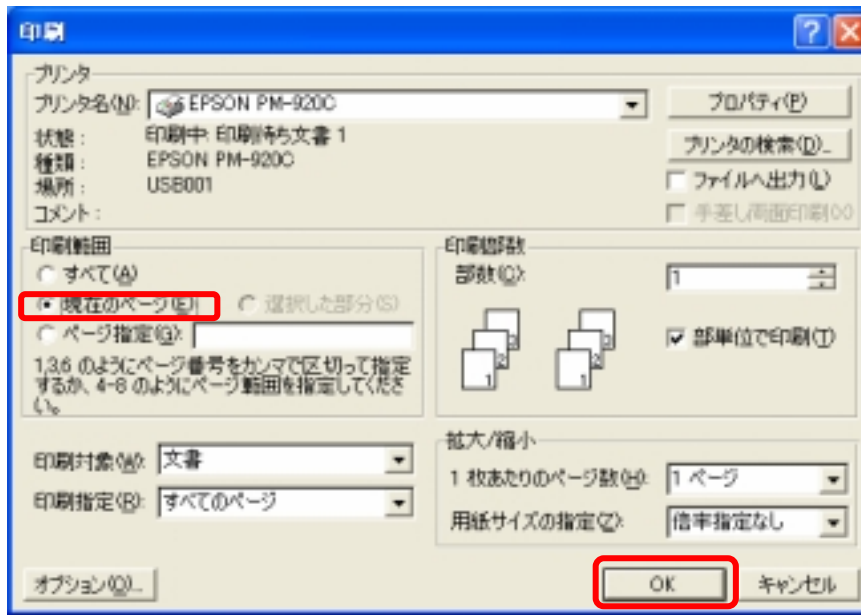 印刷
プリンタ
プリンタ名(N): EPSON PM-920C
プロパティ(P)
状態: 印刷中: 印刷待ち文書 1
プリンタの検索(D)...
種類: EPSON PM-920C
場所: USB001
ファイルへ出力(L)
コメント:
手差し両面印刷(X)
印刷範囲
すべて(A)
現在のページ(E) 選択した部分(S)
ページ指定(G):
1,3,6 のようにページ番号をカンマで区切って指定
するか、4-8 のようにページ範囲を指定してくださ
い。
印刷部数
部数(C): 1
1 2 3 1 2 3
部単位で印刷(T)
印刷対象(W): 文書
印刷指定(R): すべてのページ
拡大/縮小
1 枚あたりのページ数(H): 1 ページ
用紙サイズの指定(Z): 倍率指定なし
オプション(O)...
OK
キャンセル